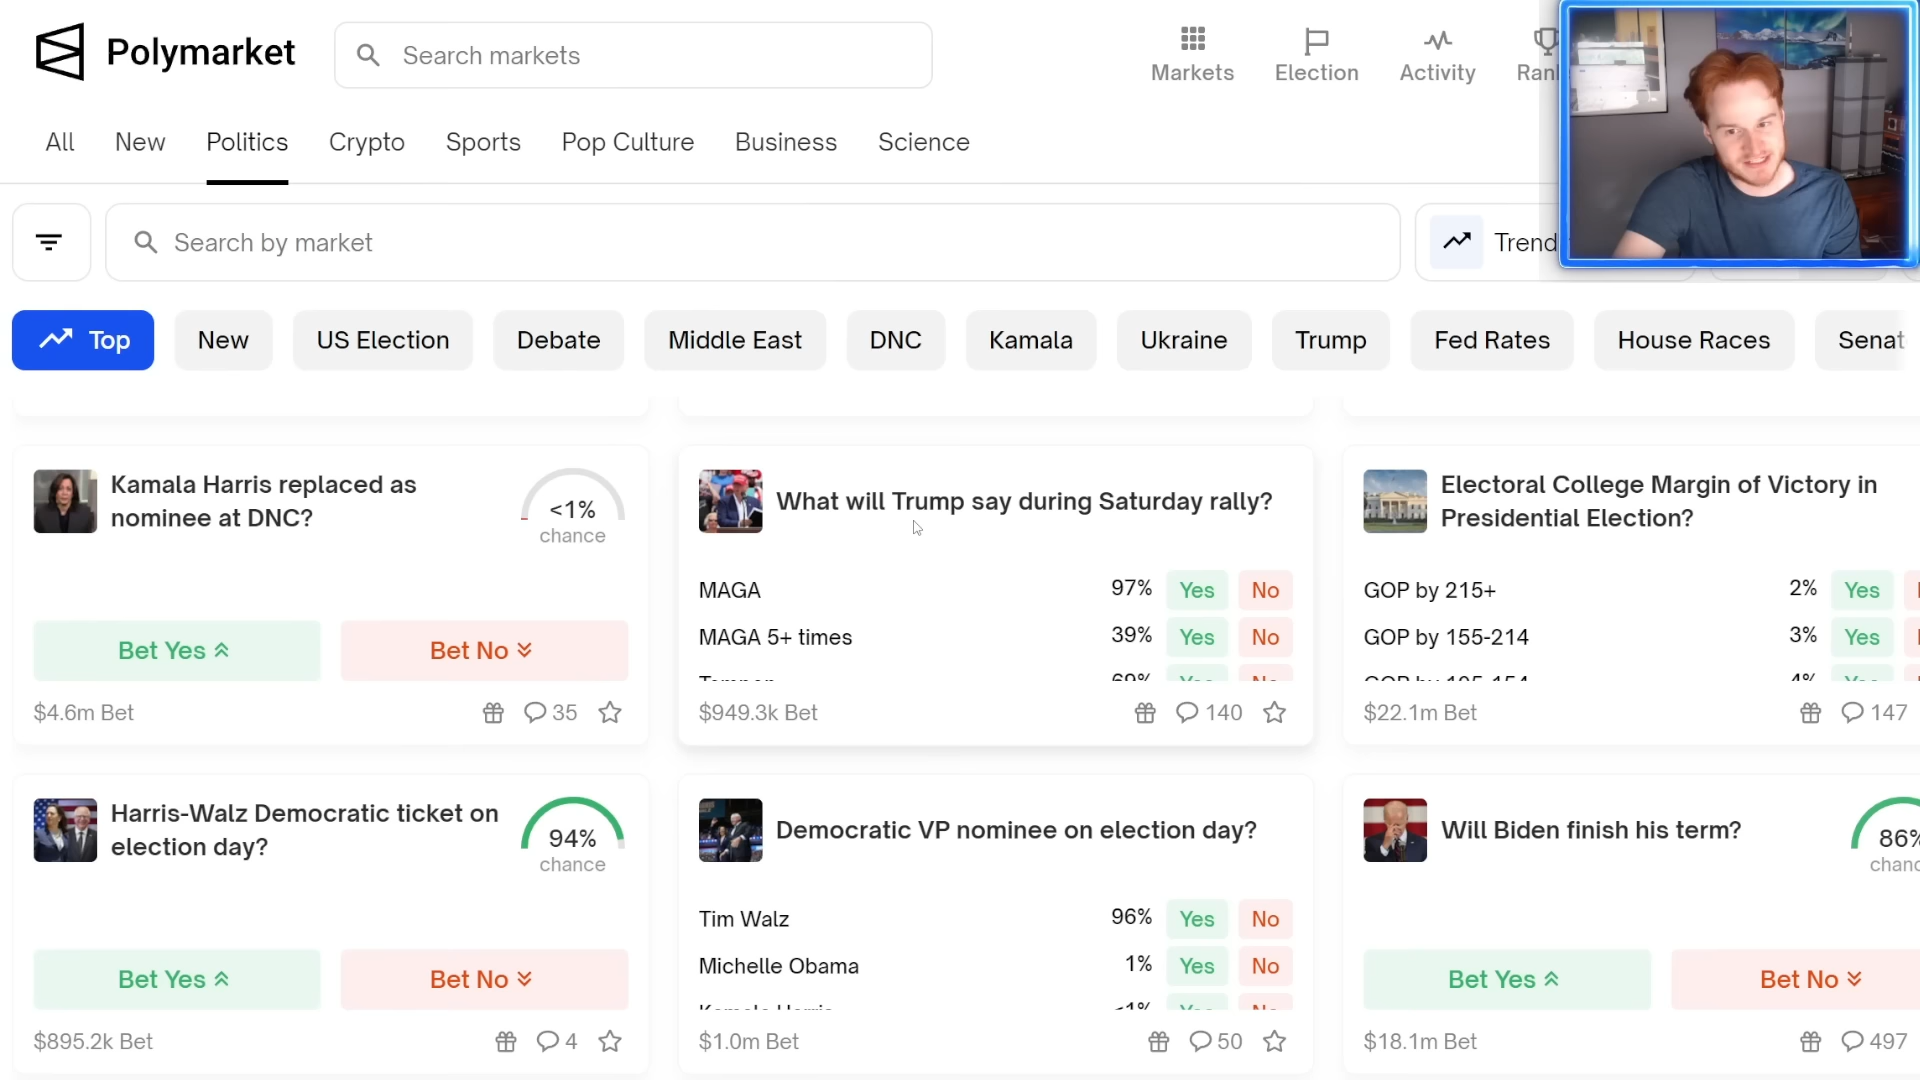 Polymarket
Search markets
Markets
Election
Activity
All
New
Politics
Crypto
Sports
Pop Culture
Business
Science
Search by market
Top
New
US Election
Debate
Middle East
DNC
Kamala
Ukraine
Trump
Fed Rates
House Races
Kamala Harris replaced as
nominee at DNC?
<1%
chance
Bet Yes
Bet No
$4.6m Bet
35
What will Trump say during Saturday rally?
MAGA 97% Yes No
MAGA 5+ times 39% Yes No
$949.3k Bet
140
Electoral College Margin of Victory in
Presidential Election?
GOP by 215+ 2% Yes
GOP by 155-214 3% Yes
$22.1m Bet
147
Harris-Walz Democratic ticket on
election day?
94%
chance
Bet Yes
Bet No
$895.2k Bet
4
Democratic VP nominee on election day?
Tim Walz 96% Yes No
Michelle Obama 1% Yes No
$1.0m Bet
50
Will Biden finish his term?
86%
Bet Yes
Bet No
$18.1m Bet
497